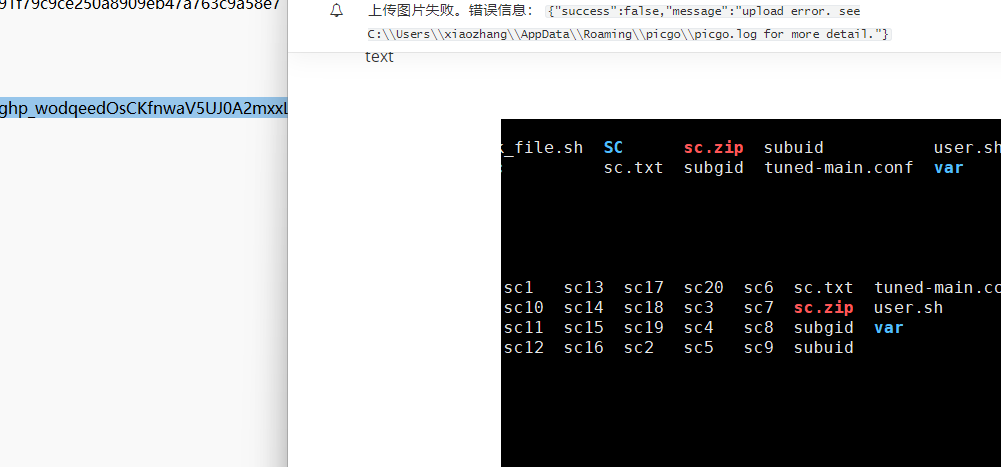 91f79c9ce250a8909eb47a763c9a58e7
上传图片失败。错误信息： {"success":false,"message":"upload error. see
C:\\Users\\xiaozhang\\AppData\\Roaming\\picgo\\picgo.log for more detail."}
text
ghp_wodqeedOsCKfnwaV5UJ0A2mxxL
_file.sh SC sc.zip subuid user.sh
sc.txt subgid tuned-main.conf var
sc1 sc13 sc17 sc20 sc6 sc.txt tuned-main.co
sc10 sc14 sc18 sc3 sc7 sc.zip user.sh
sc11 sc15 sc19 sc4 sc8 subgid var
sc12 sc16 sc2 sc5 sc9 subuid